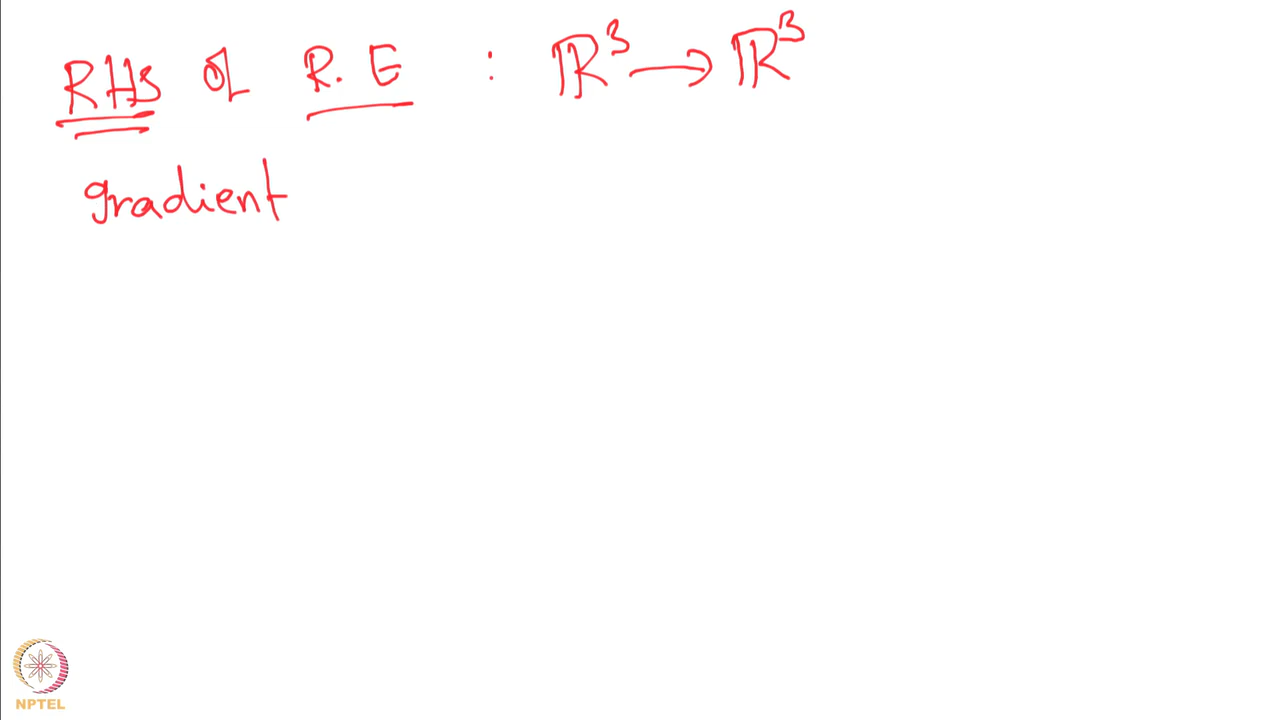 RHS of R.E : ℝ³ → ℝ³
gradient
NPTEL